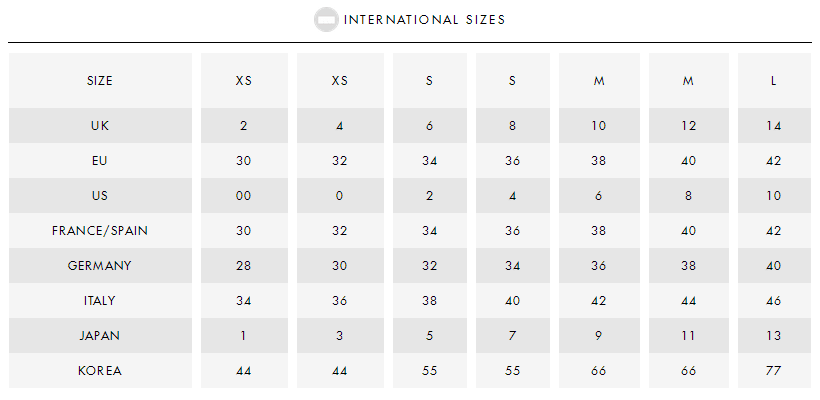 INTERNATIONAL SIZES
SIZE XS XS S S M M L
UK 2 4 6 8 10 12 14
EU 30 32 34 36 38 40 42
US 00 0 2 4 6 8 10
FRANCE/SPAIN 30 32 34 36 38 40 42
GERMANY 28 30 32 34 36 38 40
ITALY 34 36 38 40 42 44 46
JAPAN 1 3 5 7 9 11 13
KOREA 44 44 55 55 66 66 77